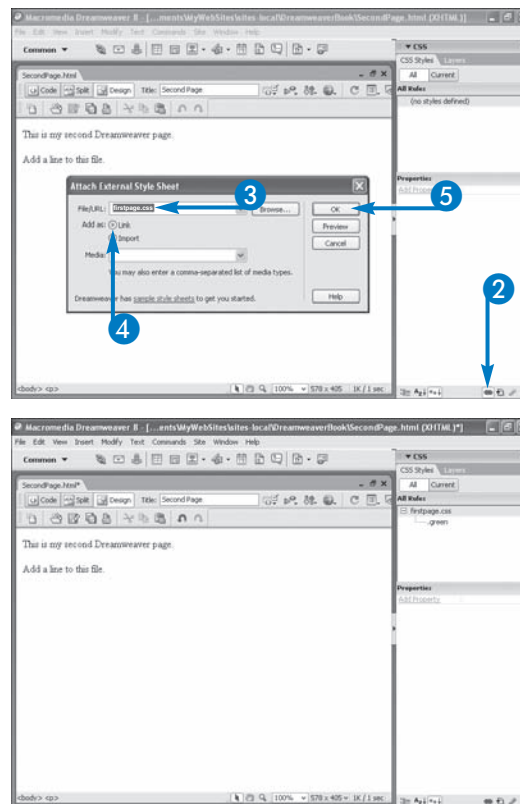 Macromedia Dreamweaver 8 - [...ments\MyWebSites\sites-local\DreamweaverBook\SecondPage.html (XHTML)]
File Edit View Insert Modify Text Commands Site Window Help
Common
CSS
CSS Styles Layers
SecondPage.html
All Current
Code Split Design Title: Second Page
All Rules
(no styles defined)
This is my second Dreamweaver page.
Add a line to this file.
Properties
Add Property
Attach External Style Sheet
File/URL: firstpage.css Browse... OK
3
5
Add as: Link Preview
Import Cancel
Media:
You may also enter a comma-separated list of media types.
Dreamweaver has sample style sheets to get you started. Help
4
2
<body> <p> 100% 578 x 405 1K / 1 sec
Macromedia Dreamweaver 8 - [...ents\MyWebSites\sites-local\DreamweaverBook\SecondPage.html (XHTML)*]
File Edit View Insert Modify Text Commands Site Window Help
Common
CSS
CSS Styles Layers
SecondPage.html*
All Current
Code Split Design Title: Second Page
All Rules
firstpage.css
.green
This is my second Dreamweaver page.
Add a line to this file.
Properties
Add Property
<body> <p> 100% 578 x 405 1K / 1 sec